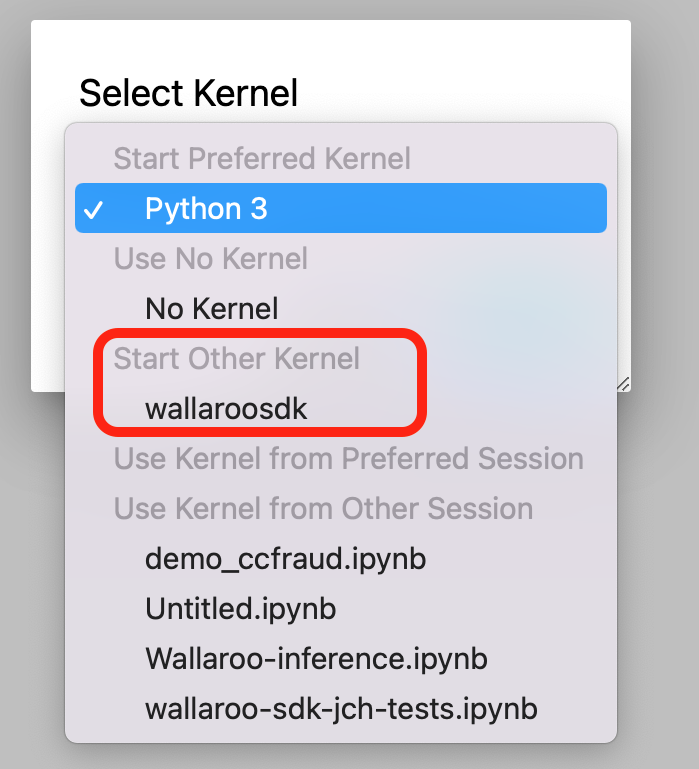 Select Kernel
Start Preferred Kernel
✓ Python 3
Use No Kernel
No Kernel
Start Other Kernel
wallaroosdk
Use Kernel from Preferred Session
Use Kernel from Other Session
demo_ccfraud.ipynb
Untitled.ipynb
Wallaroo-inference.ipynb
wallaroo-sdk-jch-tests.ipynb